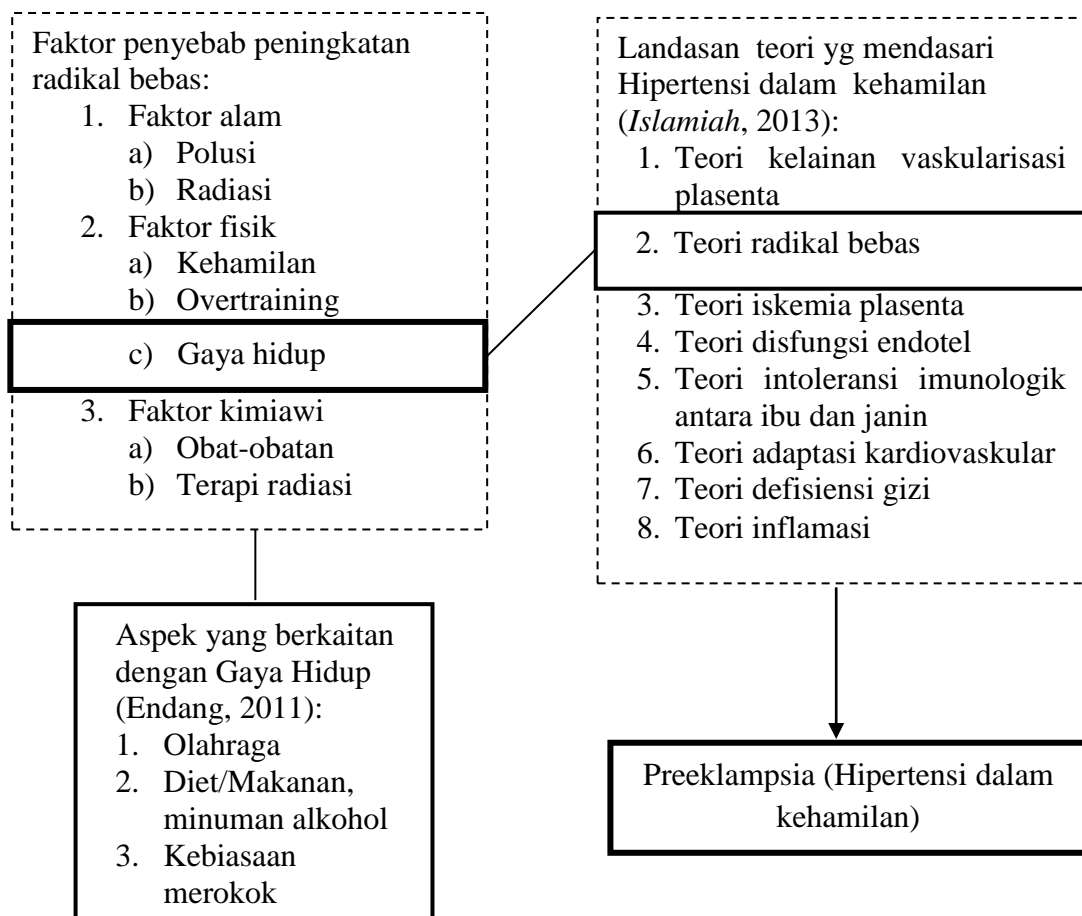 Faktor penyebab peningkatan
radikal bebas:
1. Faktor alam
a) Polusi
b) Radiasi
2. Faktor fisik
a) Kehamilan
b) Overtraining
c) Gaya hidup
3. Faktor kimiawi
a) Obat-obatan
b) Terapi radiasi
Aspek yang berkaitan
dengan Gaya Hidup
(Endang, 2011):
1. Olahraga
2. Diet/Makanan,
minuman alkohol
3. Kebiasaan
merokok
Landasan teori yg mendasari
Hipertensi dalam kehamilan
(Islamiah, 2013):
1. Teori kelainan vaskularisasi
plasenta
2. Teori radikal bebas
3. Teori iskemia plasenta
4. Teori disfungsi endotel
5. Teori intoleransi imunologik
antara ibu dan janin
6. Teori adaptasi kardiovaskular
7. Teori defisiensi gizi
8. Teori inflamasi
Preeklampsia (Hipertensi dalam
kehamilan)